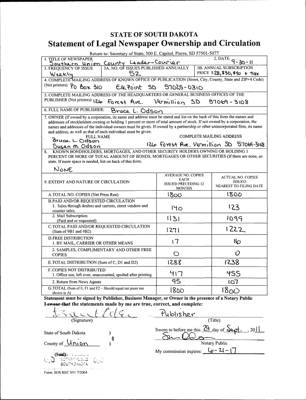 STATE OF SOUTH DAKOTA
Statement of Legal Newspaper Ownership and Circulation
Return to: Secretary of State, 500 E. Capitol, Pierre, SD 57501-5077
1. TITLE OF NEWSPAPER
Southern Union County Leader-Courier
2. DATE
9-30-11
3. FREQUENCY OF ISSUE
Weekly
3A. NO. OF ISSUES PUBLISHED ANNUALLY
52
3B. ANNUAL SUBSCRIPTION
PRICE
+ tax
4. COMPLETE MAILING ADDRESS OF KNOWN OFFICE OF PUBLICATION (Street, City, County, State and ZIP+4 Code)
(Not printers)
PO Box 310 Elk Point SD 57025-0310
5. COMPLETE MAILING ADDRESS OF THE HEADQUARTERS OR GENERAL BUSINESS OFFICES OF THE
PUBLISHER (Not printers)
126 Forest Ave. Vermillion SD 57069-3108
6. FULL NAME OF PUBLISHER:
Bruce L. Odson
7. OWNER (If owned by a corporation, its name and address must be stated and list on the back of this form the names and
addresses of stockholders owning or holding 1 percent or more of total amount of stock. If not owned by a corporation, the
names and addresses of the individual owners must be given. If owned by a partnership or other unincorporated firm, its name
and address, as well as that of each individual must be given.
FULL NAME
COMPLETE MAILING ADDRESS
Bruce L. Odson
Susan M. Odson
126 Forest Ave. Vermillion SD 57069-3108
8. KNOWN BONDHOLDERS, MORTGAGEES, AND OTHER SECURITY HOLDERS OWNING OR HOLDING 1
PERCENT OR MORE OF TOTAL AMOUNT OF BONDS, MORTGAGES OR OTHER SECURITIES (If there are none, so
state. If more space is needed, list on back of this form.
NONE
9. EXTENT AND NATURE OF CIRCULATION
AVERAGE NO. COPIES
EACH
ISSUED PRECEDING 12
MONTHS
ACTUAL NO. COPIES
ISSUED
NEAREST TO FILING DATE
A. TOTAL NO. COPIES (Net Press Run)
1800
1800
B. PAID AND/OR REQUESTED CIRCULATION
1. Sales through dealers and carriers, street vendors and
counter sales.
140
123
2. Mail Subscription
(Paid and or requested)
1131
1099
C. TOTAL PAID AND/OR REQUESTED CIRCULATION
(Sum of 9B1 and 9B2)
1271
1222
D. FREE DISTRIBUTION
1. BY MAIL, CARRIER OR OTHER MEANS
17
16
2. SAMPLES, COMPLIMENTARY AND OTHER FREE
COPIES
0
0
E. TOTAL DISTRIBUTION (Sum of C, D1 and D2)
1288
1238
F. COPIES NOT DISTRIBUTED
1. Office use, left over, unaccounted, spoiled after printing
417
455
2. Return from News Agents
95
107
G. TOTAL (Sum of E, F1 and F2 - Should equal net press run
shown in A)
1800
1800
Statement must be signed by Publisher, Business Manager, or Owner in the presence of a Notary Public
I swear that the statements made by me are true, correct, and complete:
Publisher
(Signature)
(Title)
State of South Dakota
County of Union
Sworn to before me this 29 day of Sept. 2011
Notary Public
My commission expires: 6-21-17